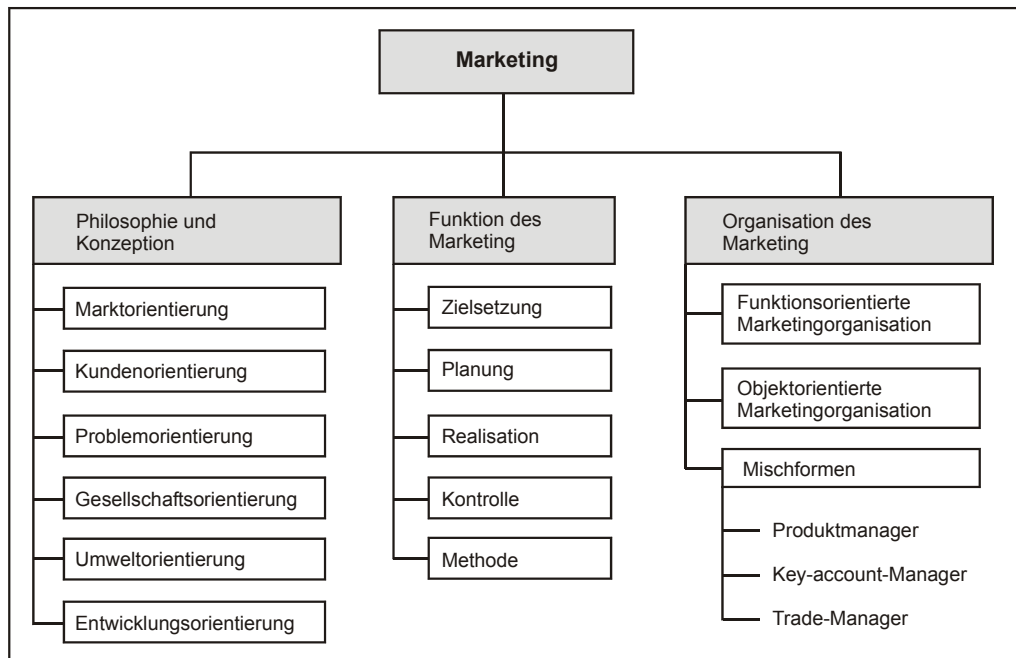 Marketing
Philosophie und
Konzeption
Marktorientierung
Kundenorientierung
Problemorientierung
Gesellschaftsorientierung
Umweltorientierung
Entwicklungsorientierung
Funktion des
Marketing
Zielsetzung
Planung
Realisation
Kontrolle
Methode
Organisation des
Marketing
Funktionsorientierte
Marketingorganisation
Objektorientierte
Marketingorganisation
Mischformen
Produktmanager
Key-account-Manager
Trade-Manager